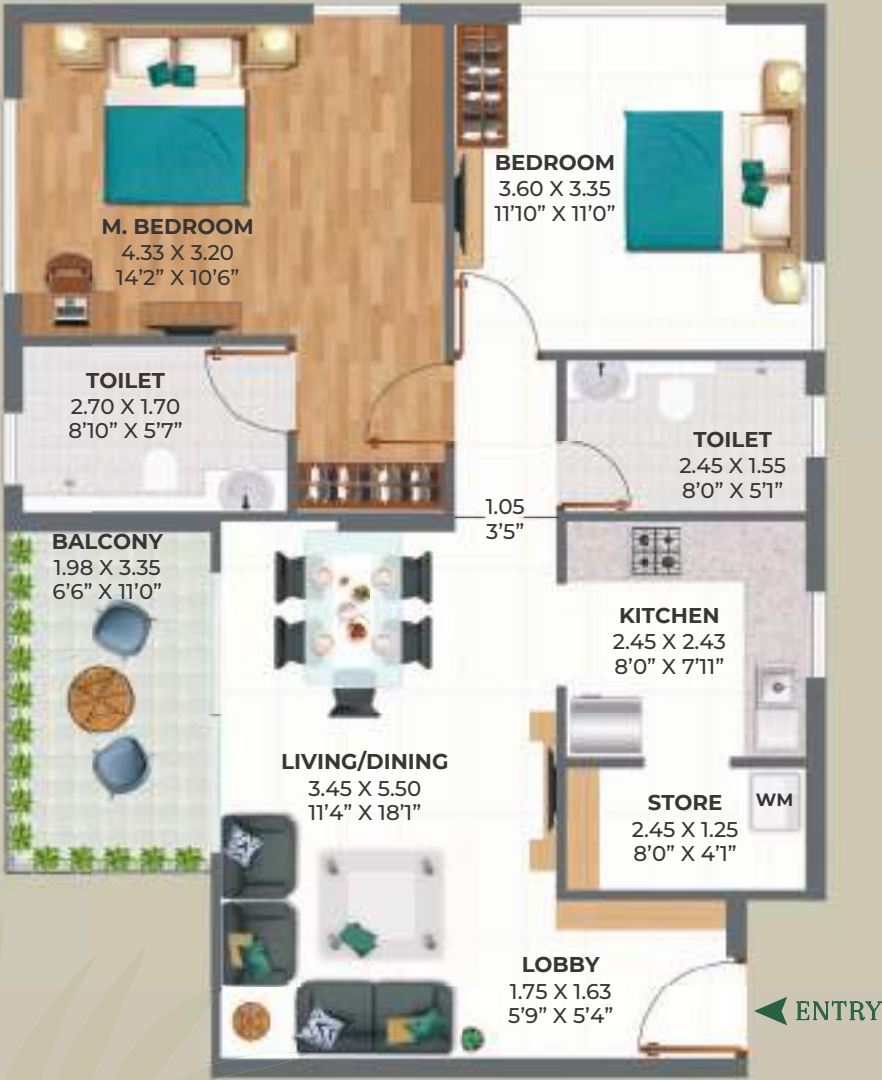 BEDROOM
3.60 X 3.35
11’10” X 11’0”
M. BEDROOM
4.33 X 3.20
14’2” X 10’6”
TOILET
2.70 X 1.70
8’10” X 5’7”
TOILET
2.45 X 1.55
8’0” X 5’1”
1.05
3’5”
BALCONY
1.98 X 3.35
6’6” X 11’0”
KITCHEN
2.45 X 2.43
8’0” X 7’11”
LIVING/DINING
3.45 X 5.50
11’4” X 18’1”
STORE
2.45 X 1.25
8’0” X 4’1”
WM
LOBBY
1.75 X 1.63
5’9” X 5’4”
ENTRY